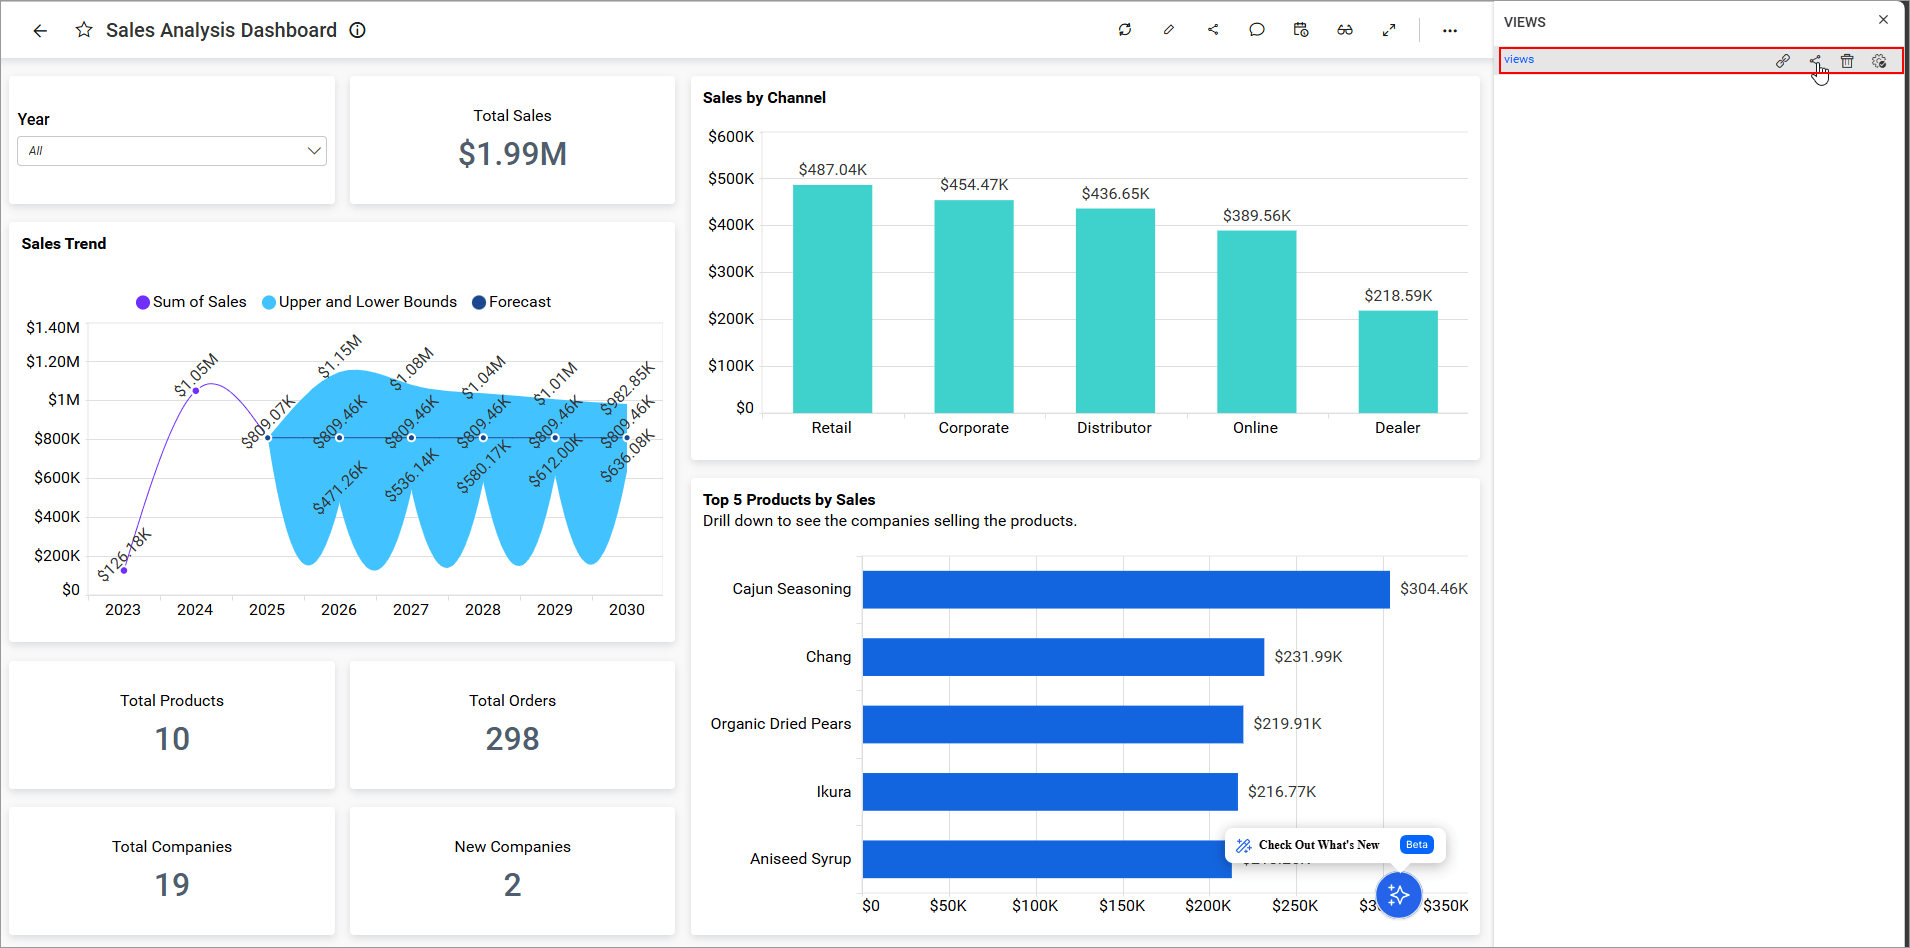 Sales Analysis Dashboard
VIEWS
views
Year
All
Total Sales
$1.99M
Sales Trend
Sum of Sales
Upper and Lower Bounds
Forecast
$1.40M
$1.20M
$1M
$800K
$600K
$400K
$200K
$0
$126.18K
$1.05M
$809.07K
$1.15M
$1.08M
$1.04M
$1.01M
$982.85K
$809.46K
$809.46K
$809.46K
$809.46K
$809.46K
$471.26K
$536.14K
$580.17K
$612.00K
$636.08K
2023
2024
2025
2026
2027
2028
2029
2030
Total Products
10
Total Orders
298
Total Companies
19
New Companies
2
Sales by Channel
$600K
$500K
$400K
$300K
$200K
$100K
$0
$487.04K
$454.47K
$436.65K
$389.56K
$218.59K
Retail
Corporate
Distributor
Online
Dealer
Top 5 Products by Sales
Drill down to see the companies selling the products.
Cajun Seasoning
$304.46K
Chang
$231.99K
Organic Dried Pears
$219.91K
Ikura
$216.77K
Aniseed Syrup
Check Out What's New
Beta
$0
$50K
$100K
$150K
$200K
$250K
$350K